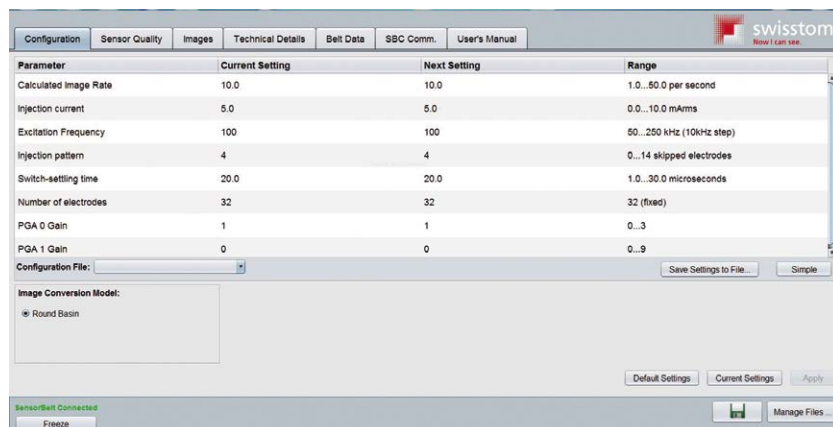 Configuration Sensor Quality Images Technical Details Belt Data SBC Comm. User's Manual
swisstom
Now I can see.
Parameter Current Setting Next Setting Range
Calculated Image Rate 10.0 10.0 1.0...50.0 per second
Injection current 5.0 5.0 0.0...10.0 mArms
Excitation Frequency 100 100 50...250 kHz (10kHz step)
Injection pattern 4 4 0...14 skipped electrodes
Switch-settling time 20.0 20.0 1.0...30.0 microseconds
Number of electrodes 32 32 32 (fixed)
PGA 0 Gain 1 1 0...3
PGA 1 Gain 0 0 0...9
Configuration File: Save Settings to File... Simple
Image Conversion Model:
Round Basin
Default Settings Current Settings Apply
SensorBelt Connected
Freeze
Manage Files ...